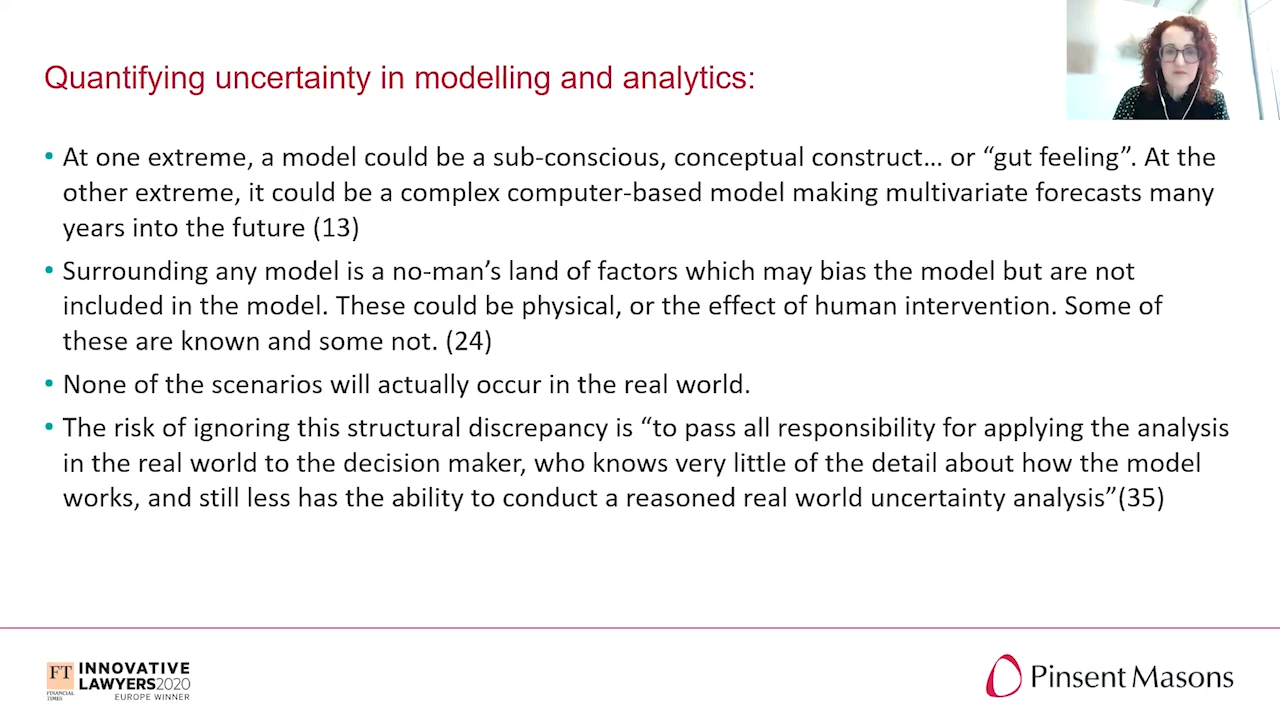 Quantifying uncertainty in modelling and analytics:
• At one extreme, a model could be a sub-conscious, conceptual construct… or “gut feeling”. At the
other extreme, it could be a complex computer-based model making multivariate forecasts many
years into the future (13)
• Surrounding any model is a no-man’s land of factors which may bias the model but are not
included in the model. These could be physical, or the effect of human intervention. Some of
these are known and some not. (24)
• None of the scenarios will actually occur in the real world.
• The risk of ignoring this structural discrepancy is “to pass all responsibility for applying the analysis
in the real world to the decision maker, who knows very little of the detail about how the model
works, and still less has the ability to conduct a reasoned real world uncertainty analysis”(35)
FT
FINANCIAL
TIMES
INNOVATIVE
LAWYERS2020
EUROPE WINNER
Pinsent Masons